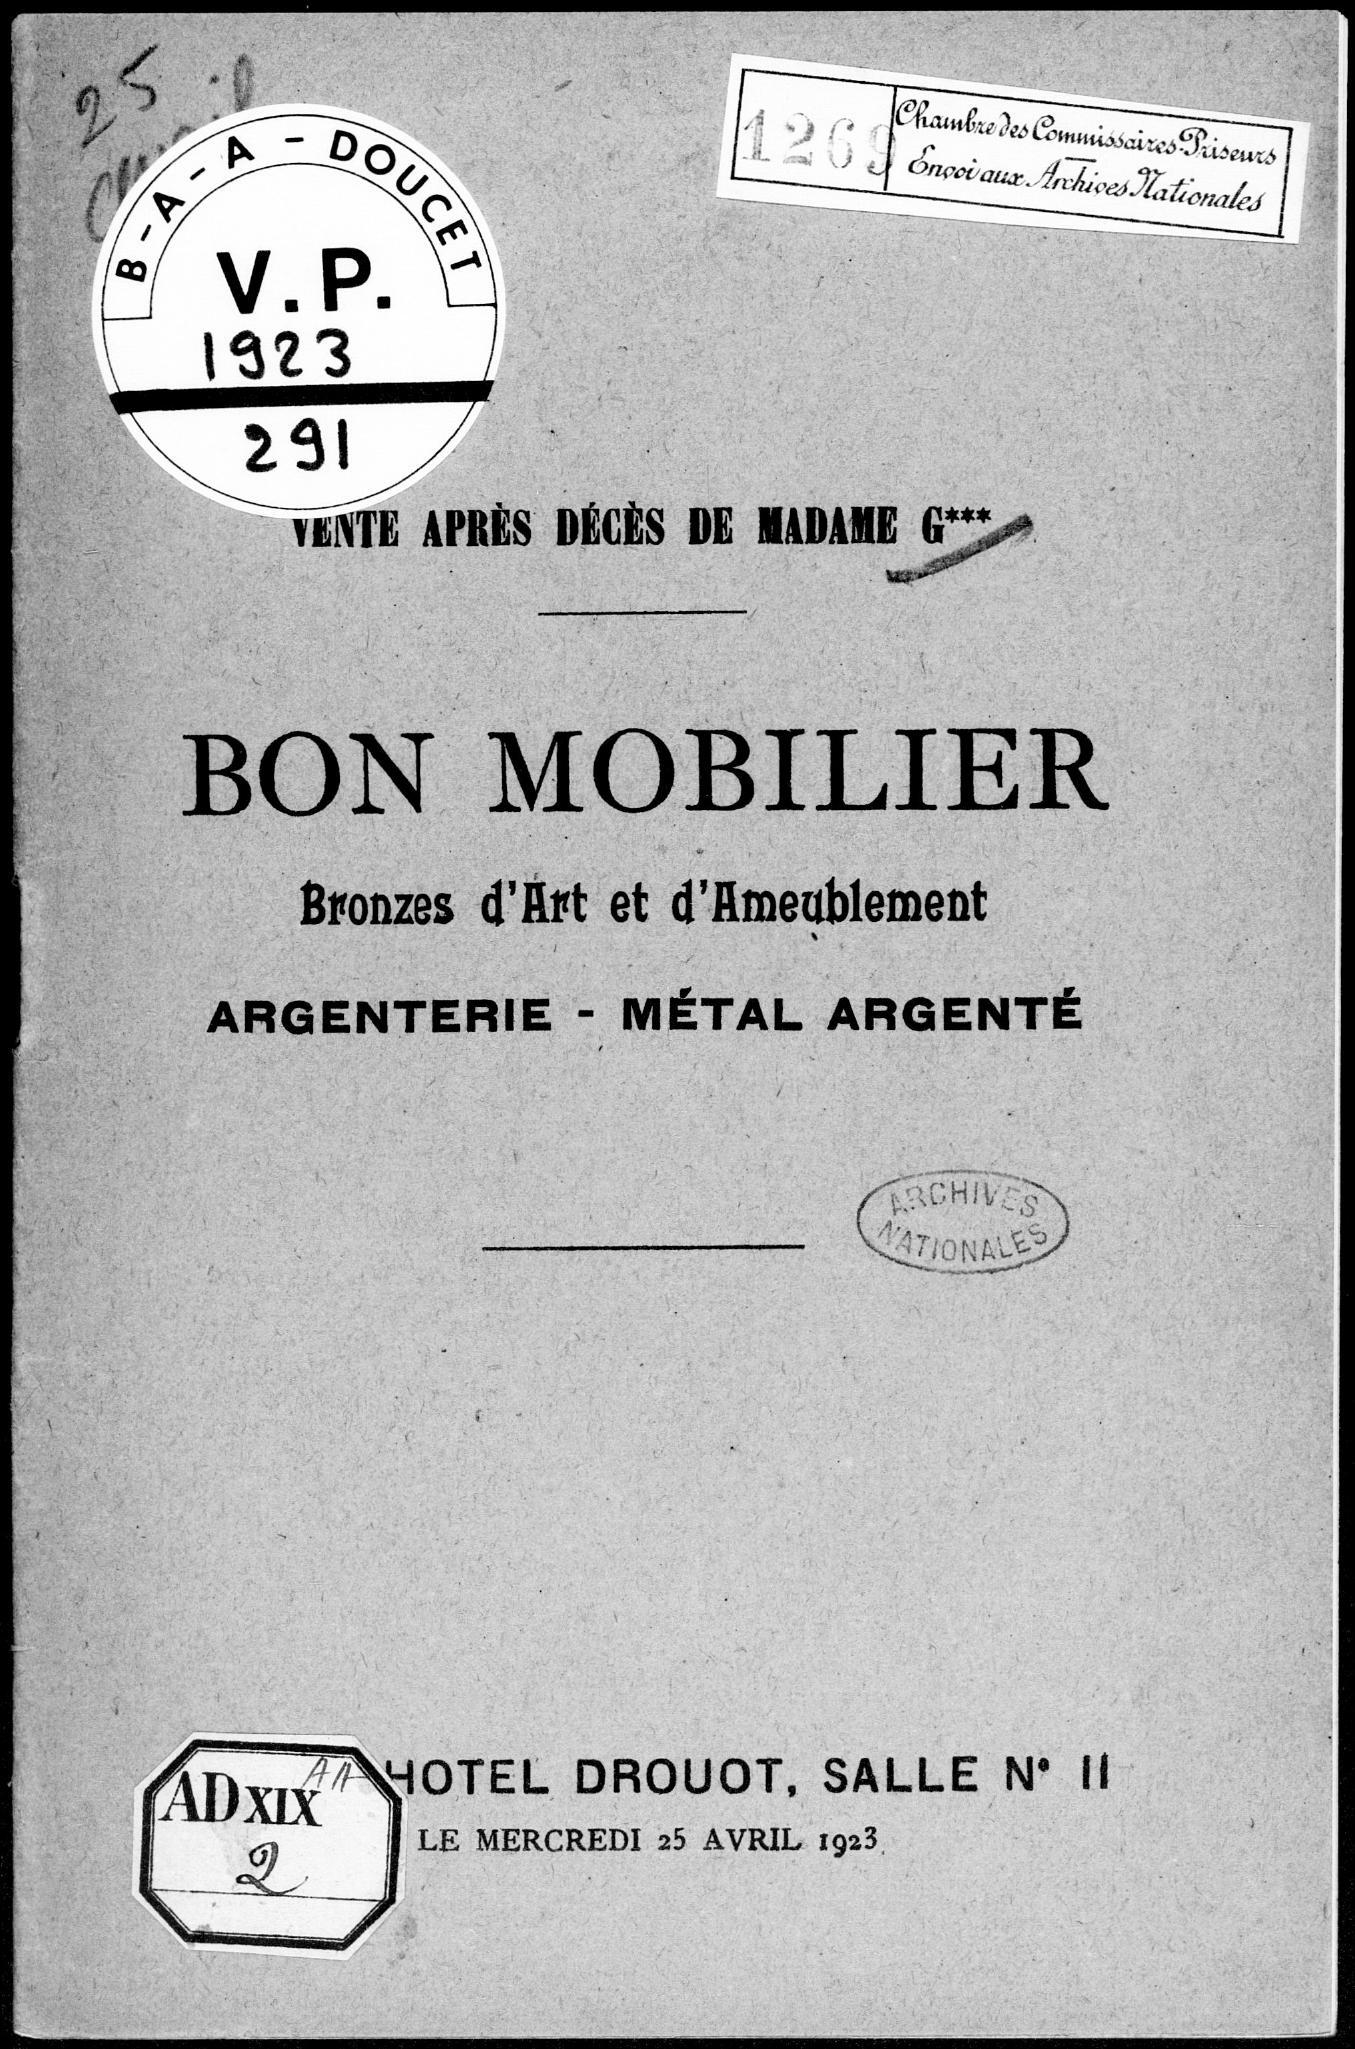 25
B-A-A-DOUCET
V.P.
1923
291
1269
Chambre des Commissaires-Priseurs
Envoi aux Archives Nationales
VENTE APRÈS DÉCÈS DE MADAME G***
BON MOBILIER
Bronzes d'Art et d'Ameublement
ARGENTERIE - MÉTAL ARGENTÉ
ARCHIVES
NATIONALES
HOTEL DROUOT, SALLE N° 11
LE MERCREDI 25 AVRIL 1923
AD XIX AA
2